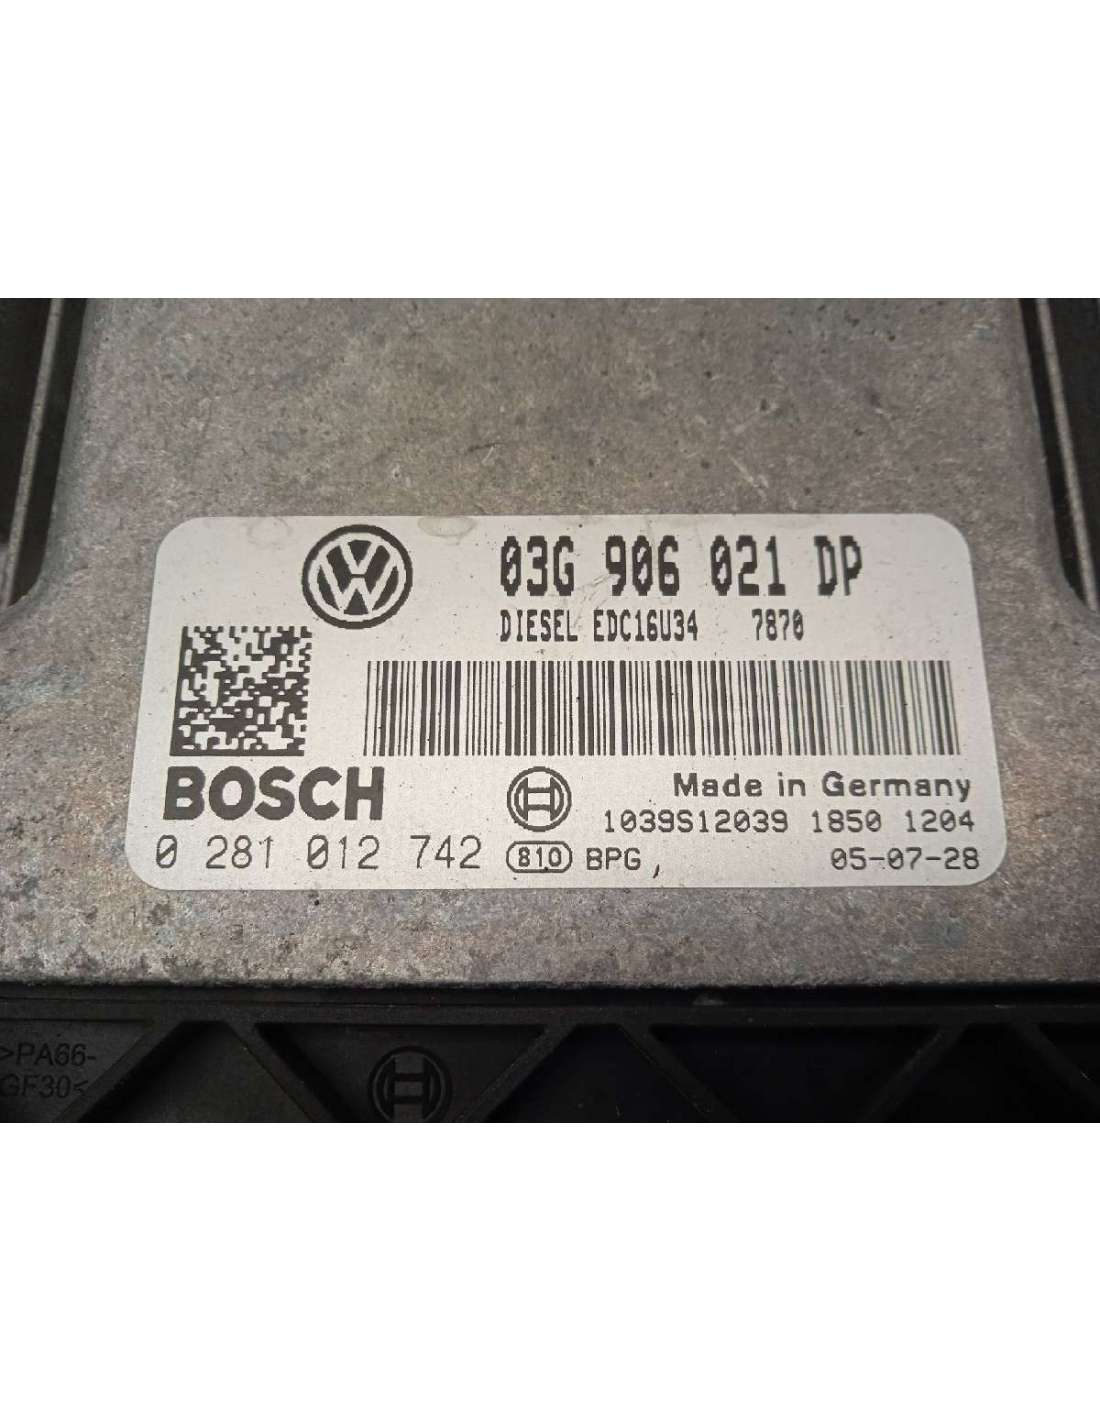 03G 906 021 DP
DIESEL EDC16U34 7870
BOSCH
Made in Germany
1039S12039 1850 1204
0 281 012 742 810 BPG , 05-07-28
>PA66-
GF30<